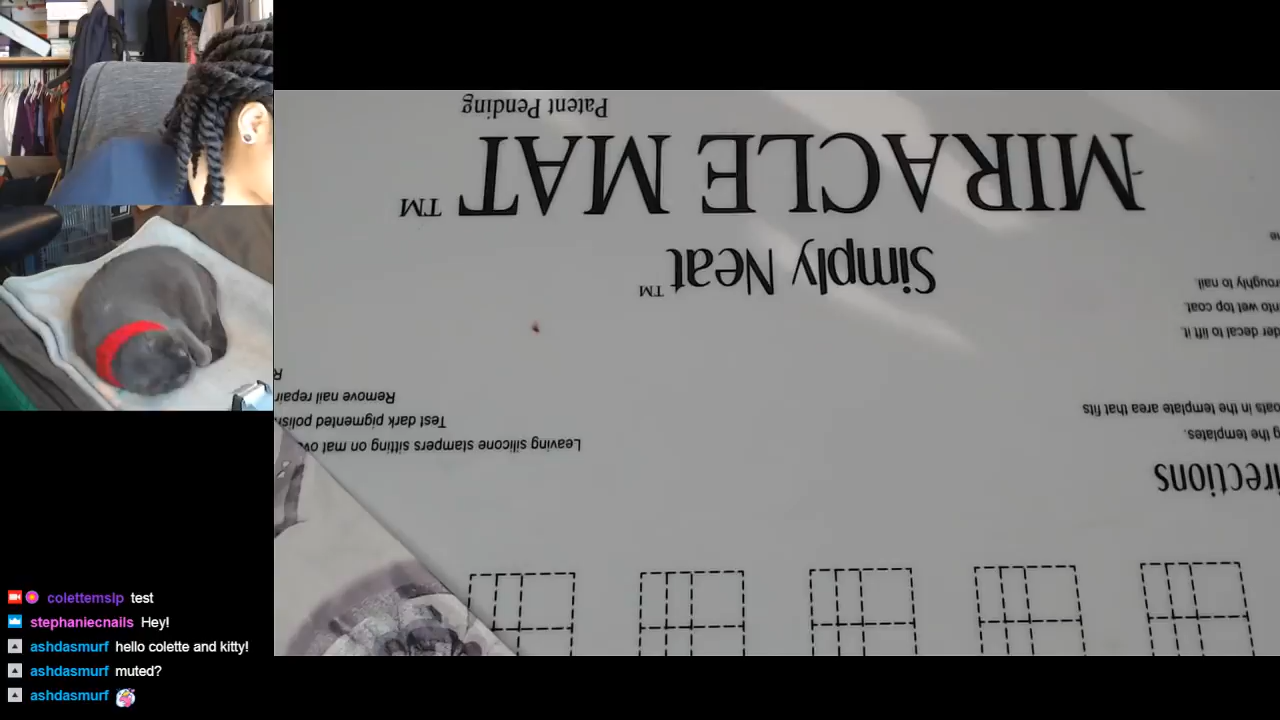 Patent Pending
MIRACLE MAT ™
Simply Neat ™
roughly to nail.
nto wet top coat.
der decal to lift it
R
Remove nail repair
Test dark pigmented polish
oats in the template area that fits
Leaving silicone stampers sitting on mat ov
g the templates.
irections
colettemslp test
stephaniecnails Hey!
ashdasmurf hello colette and kitty!
ashdasmurf muted?
ashdasmurf